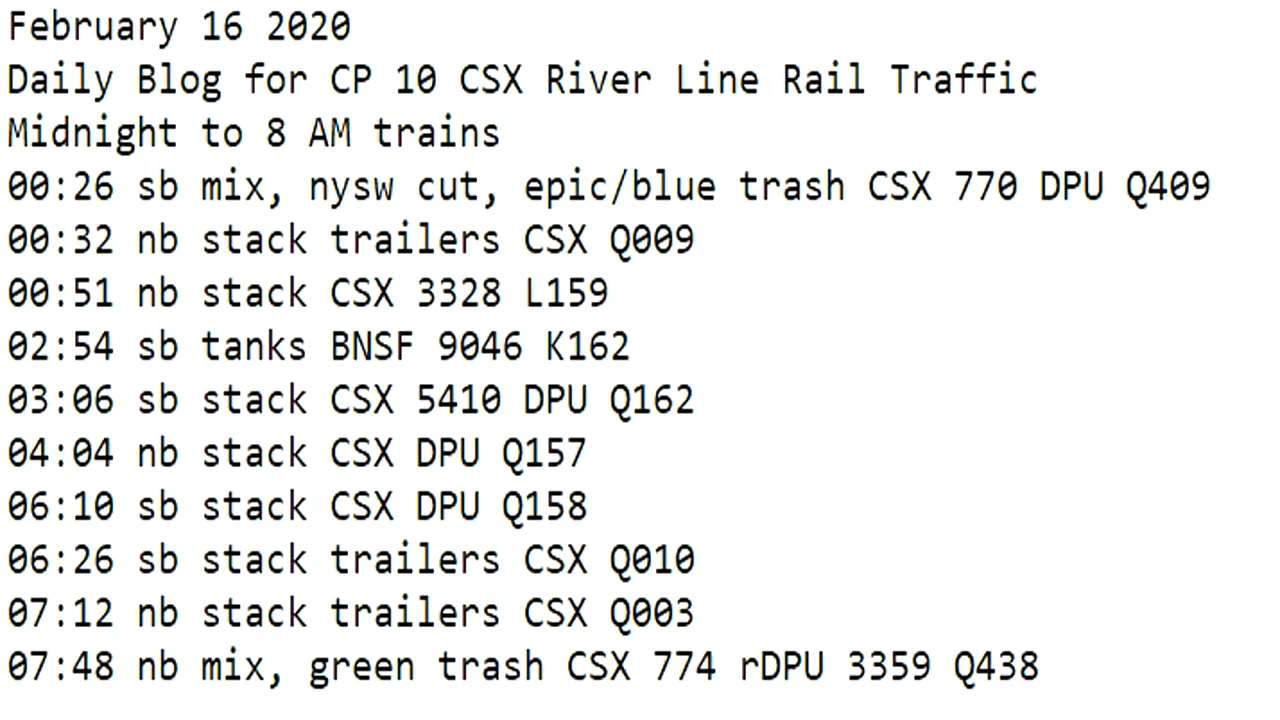 February 16 2020
Daily Blog for CP 10 CSX River Line Rail Traffic
Midnight to 8 AM trains
00:26 sb mix, nysw cut, epic/blue trash CSX 770 DPU Q409
00:32 nb stack trailers CSX Q009
00:51 nb stack CSX 3328 L159
02:54 sb tanks BNSF 9046 K162
03:06 sb stack CSX 5410 DPU Q162
04:04 nb stack CSX DPU Q157
06:10 sb stack CSX DPU Q158
06:26 sb stack trailers CSX Q010
07:12 nb stack trailers CSX Q003
07:48 nb mix, green trash CSX 774 rDPU 3359 Q438